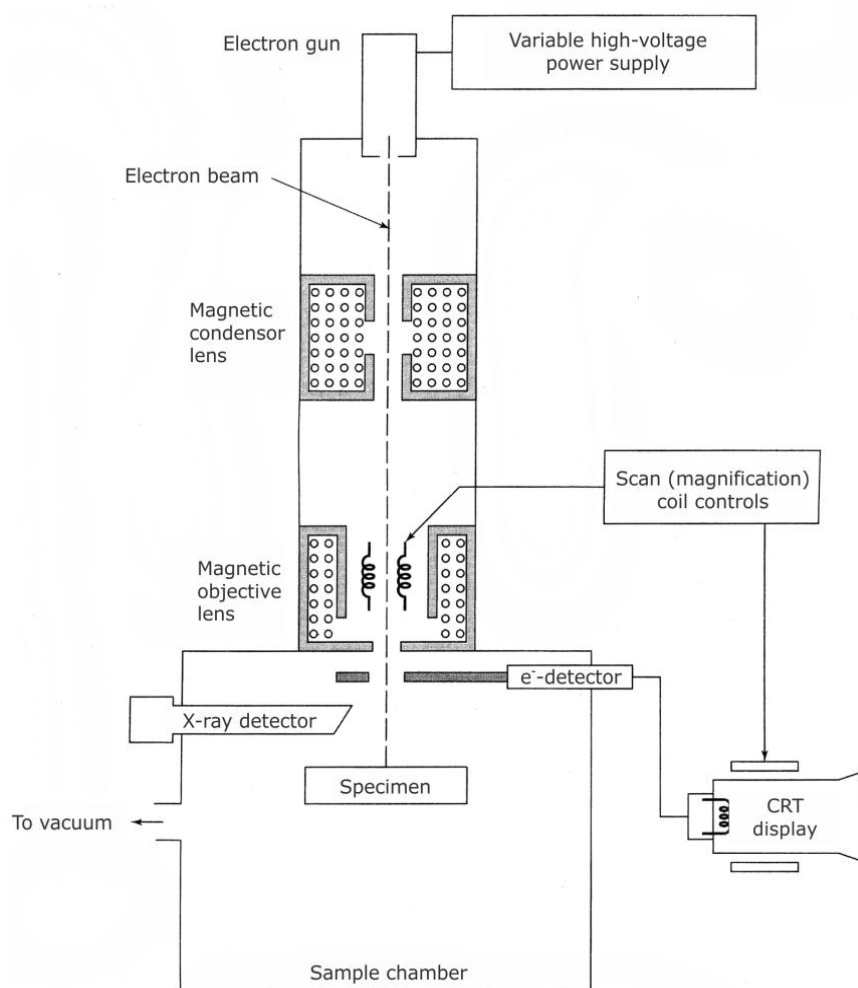 Electron gun
Variable high-voltage
power supply
Electron beam
Magnetic
condensor
lens
Scan (magnification)
coil controls
Magnetic
objective
lens
e⁻-detector
X-ray detector
Specimen
To vacuum
CRT
display
Sample chamber